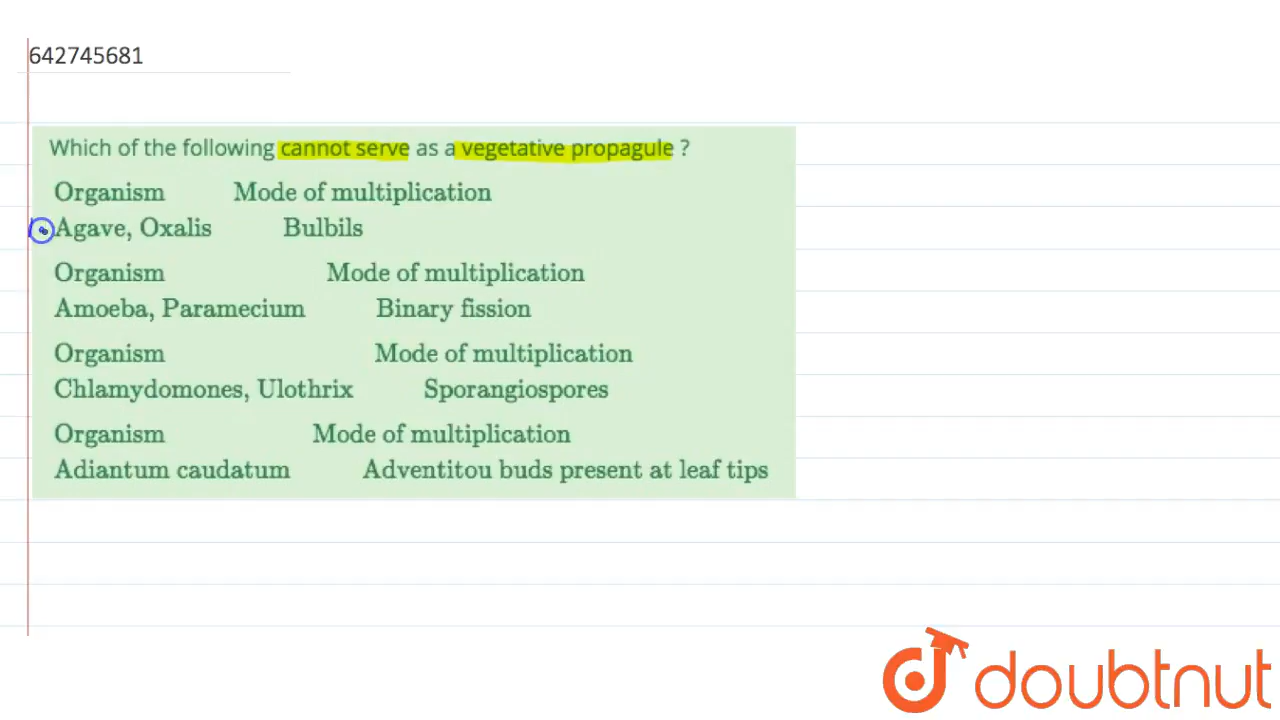 642745681
Which of the following cannot serve as a vegetative propagule ?
Organism Mode of multiplication
Agave, Oxalis Bulbils
Organism Mode of multiplication
Amoeba, Paramecium Binary fission
Organism Mode of multiplication
Chlamydomones, Ulothrix Sporangiospores
Organism Mode of multiplication
Adiantum caudatum Adventitou buds present at leaf tips
doubtnut